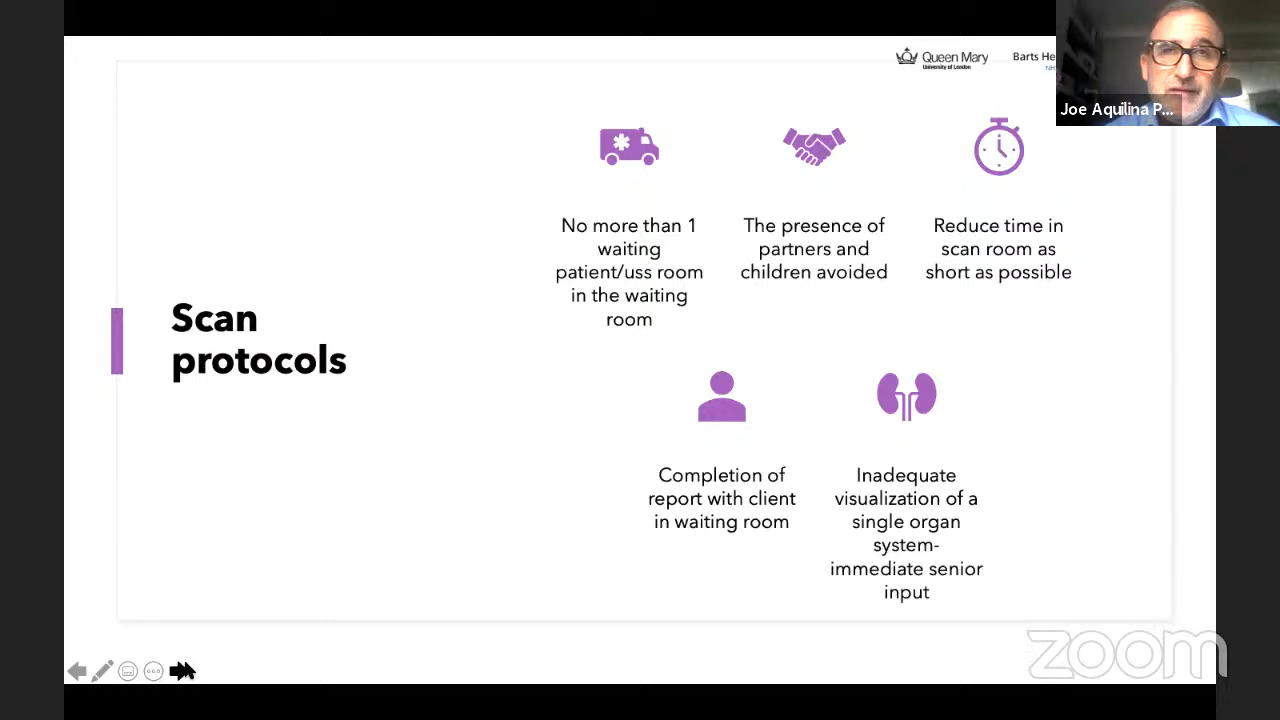 Queen Mary
University of London
Barts He
NH
Joe Aquilina P...
No more than 1
waiting
patient/uss room
in the waiting
room
The presence of
partners and
children avoided
Reduce time in
scan room as
short as possible
Scan
protocols
Completion of
report with client
in waiting room
Inadequate
visualization of a
single organ
system-
immediate senior
input
zoom